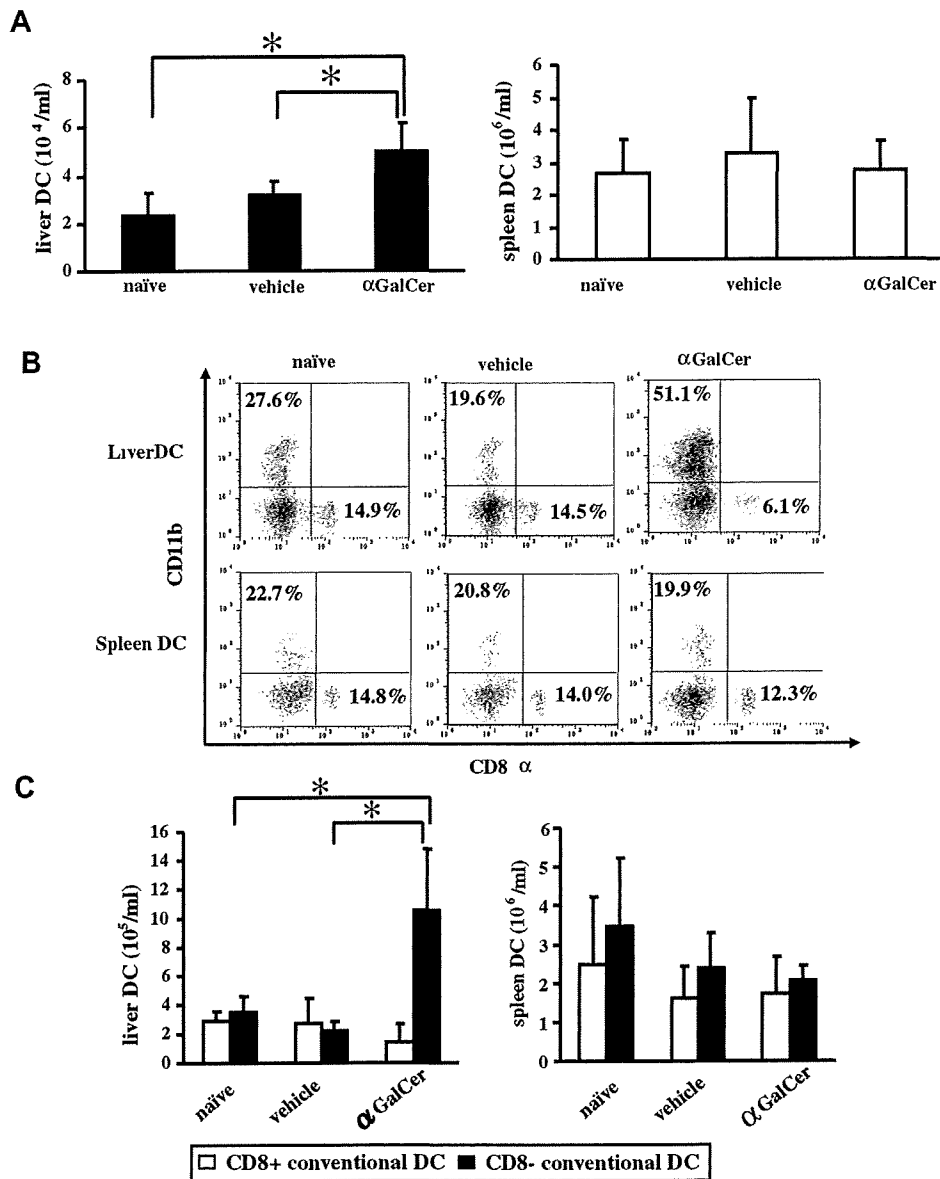 A
liver DC (10⁴/ml)
8
6
4
2
0
*
*
naïve vehicle αGalCer
spleen DC (10⁶/ml)
6
5
4
3
2
1
0
naïve vehicle αGalCer
B
naïve vehicle αGalCer
LiverDC
27.6%
14.9%
19.6%
14.5%
51.1%
6.1%
CD11b
Spleen DC
22.7%
14.8%
20.8%
14.0%
19.9%
12.3%
CD8 α
C
liver DC (10⁵/ml)
16
14
12
10
8
6
4
2
0
*
*
naïve vehicle αGalCer
spleen DC (10⁶/ml)
6
5
4
3
2
1
0
naïve vehicle αGalCer
CD8+ conventional DC CD8- conventional DC